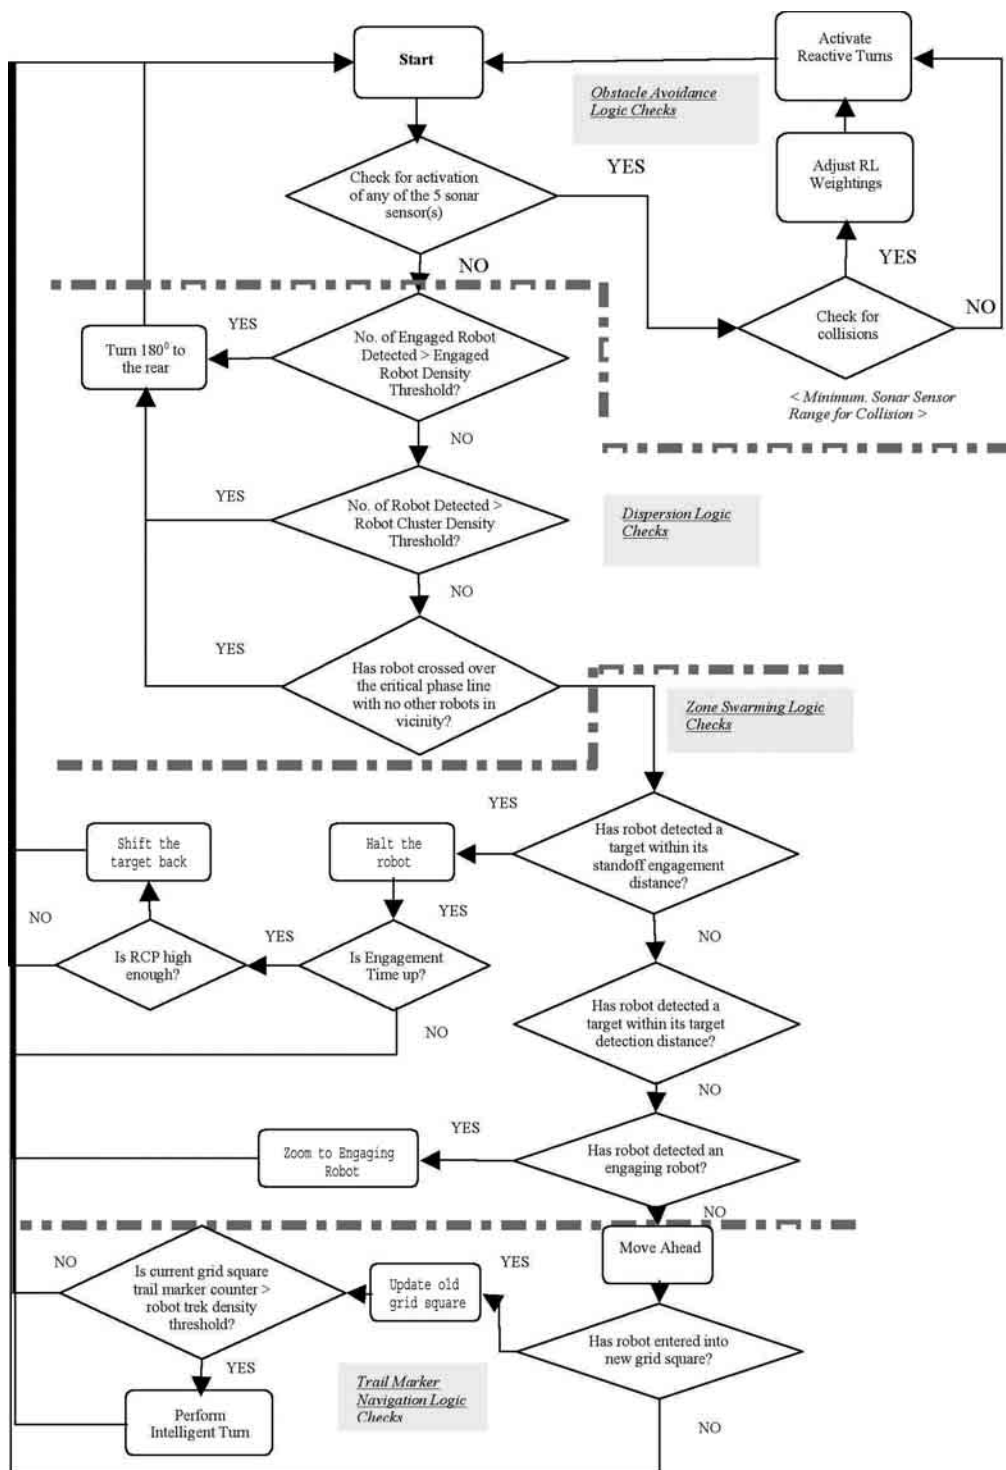 Start
Activate
Reactive Turns
Obstacle Avoidance
Logic Checks
YES
Adjust RL
Weightings
Check for activation
of any of the 5 sonar
sensor(s)
NO
YES
NO
Check for
collisions
< Minimum. Sonar Sensor
Range for Collision >
YES
Turn 180⁰ to
the rear
No. of Engaged Robot
Detected > Engaged
Robot Density
Threshold?
NO
YES
No. of Robot Detected >
Robot Cluster Density
Threshold?
Dispersion Logic
Checks
NO
YES
Has robot crossed over
the critical phase line
with no other robots in
vicinity?
Zone Swarming Logic
Checks
YES
Shift the
target back
Halt the
robot
Has robot detected a
target within its
standoff engagement
distance?
NO
YES
YES
NO
Is RCP high
enough?
Is Engagement
Time up?
NO
Has robot detected a
target within its target
detection distance?
NO
YES
Zoom to Engaging
Robot
Has robot detected an
engaging robot?
NO
Move Ahead
NO
YES
Is current grid square
trail marker counter >
robot trek density
threshold?
Update old
grid square
Has robot entered into
new grid square?
YES
Trail Marker
Navigation Logic
Checks
NO
Perform
Intelligent Turn